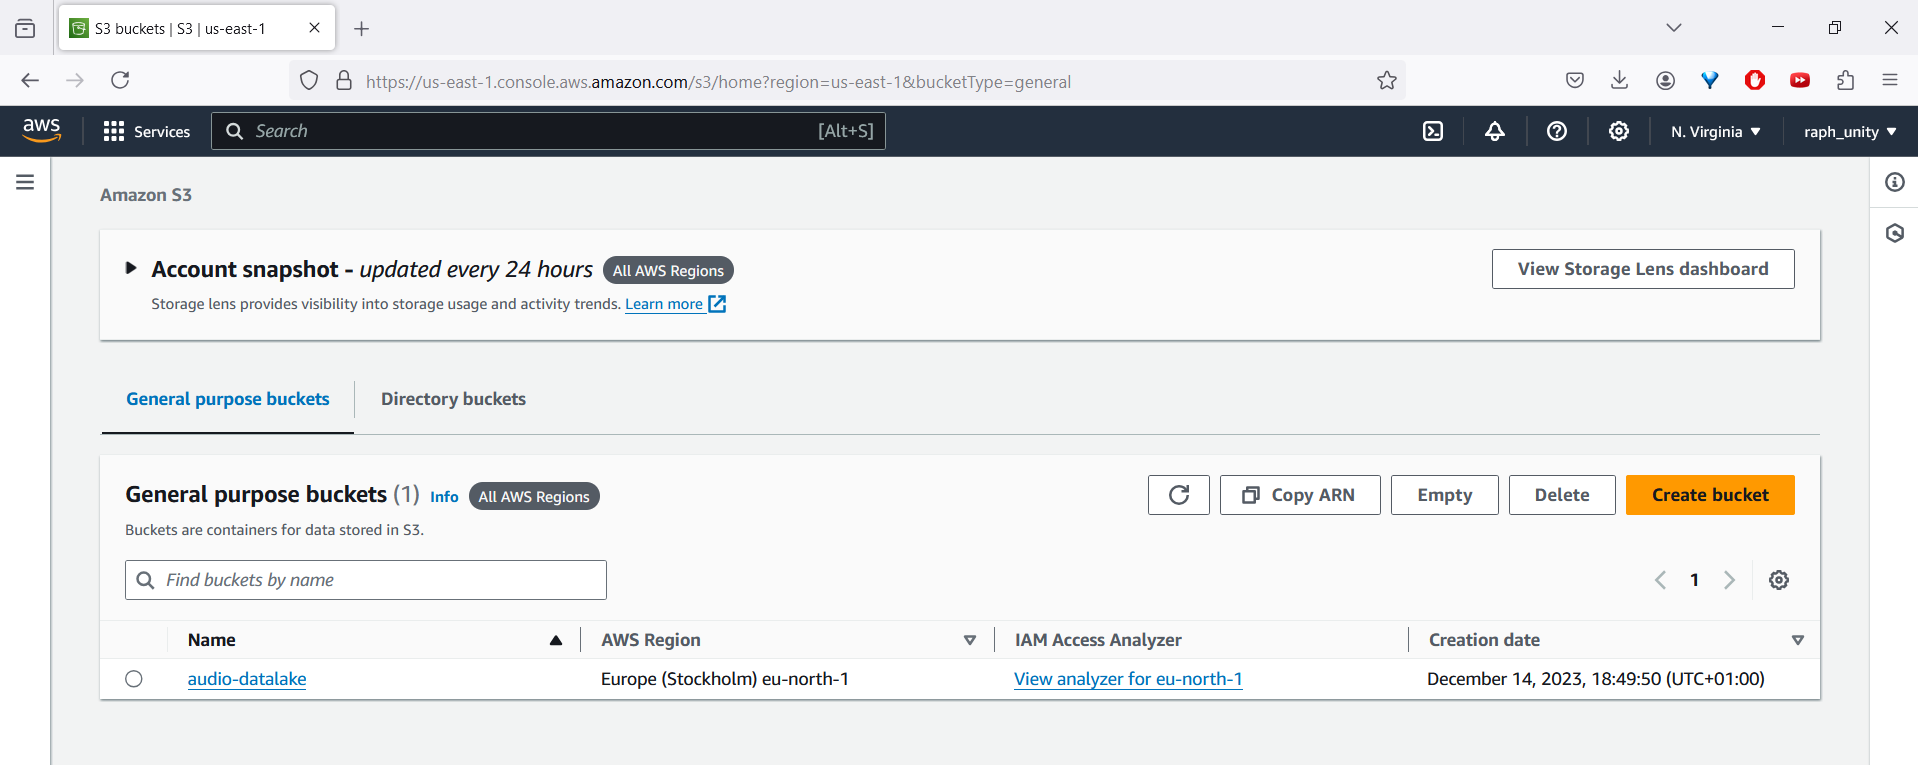 S3 buckets | S3 | us-east-1
https://us-east-1.console.aws.amazon.com/s3/home?region=us-east-1&bucketType=general
aws Services Search [Alt+S] N. Virginia raph_unity
Amazon S3
Account snapshot - updated every 24 hours All AWS Regions View Storage Lens dashboard
Storage lens provides visibility into storage usage and activity trends. Learn more
General purpose buckets Directory buckets
General purpose buckets (1) Info All AWS Regions Copy ARN Empty Delete Create bucket
Buckets are containers for data stored in S3.
Find buckets by name 1
Name AWS Region IAM Access Analyzer Creation date
audio-datalake Europe (Stockholm) eu-north-1 View analyzer for eu-north-1 December 14, 2023, 18:49:50 (UTC+01:00)